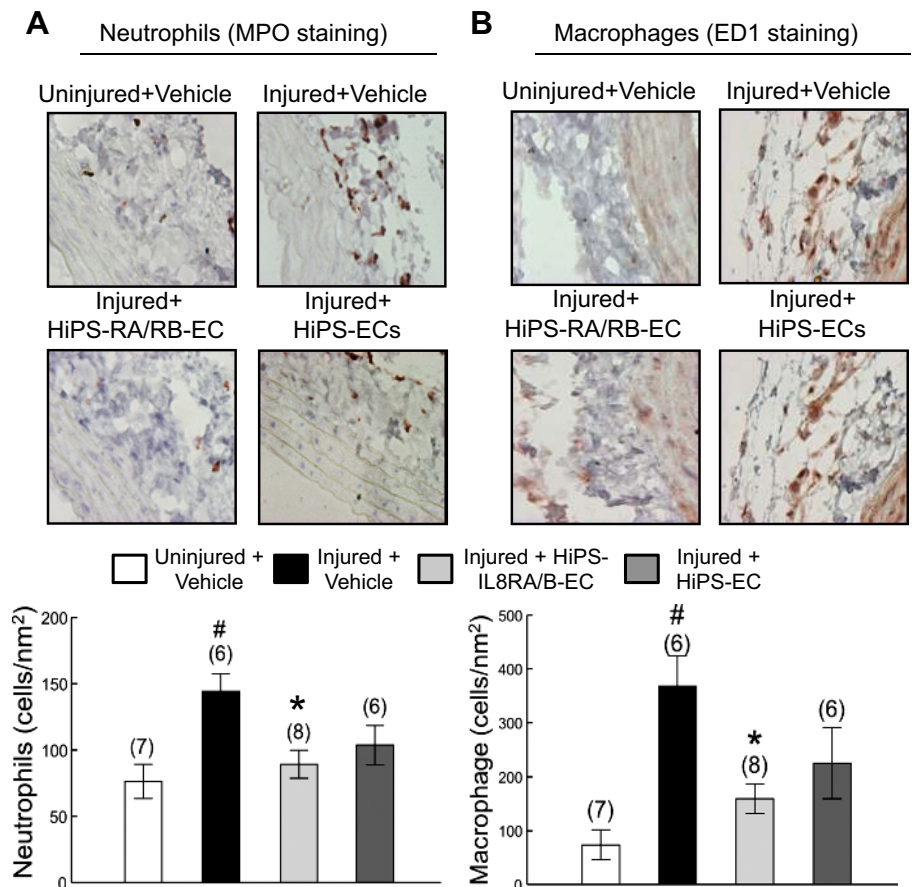 A Neutrophils (MPO staining)
Uninjured+Vehicle Injured+Vehicle
Injured+ Injured+
HiPS-RA/RB-EC HiPS-ECs
B Macrophages (ED1 staining)
Uninjured+Vehicle Injured+Vehicle
Injured+ Injured+
HiPS-RA/RB-EC HiPS-ECs
Uninjured +
Vehicle
Injured +
Vehicle
Injured + HiPS-
IL8RA/B-EC
Injured +
HiPS-EC
Neutrophils (cells/nm²)
200
150
100
50
0
(7)
#
(6)
*
(8)
(6)
Macrophage (cells/nm²)
500
400
300
200
100
0
(7)
#
(6)
*
(8)
(6)